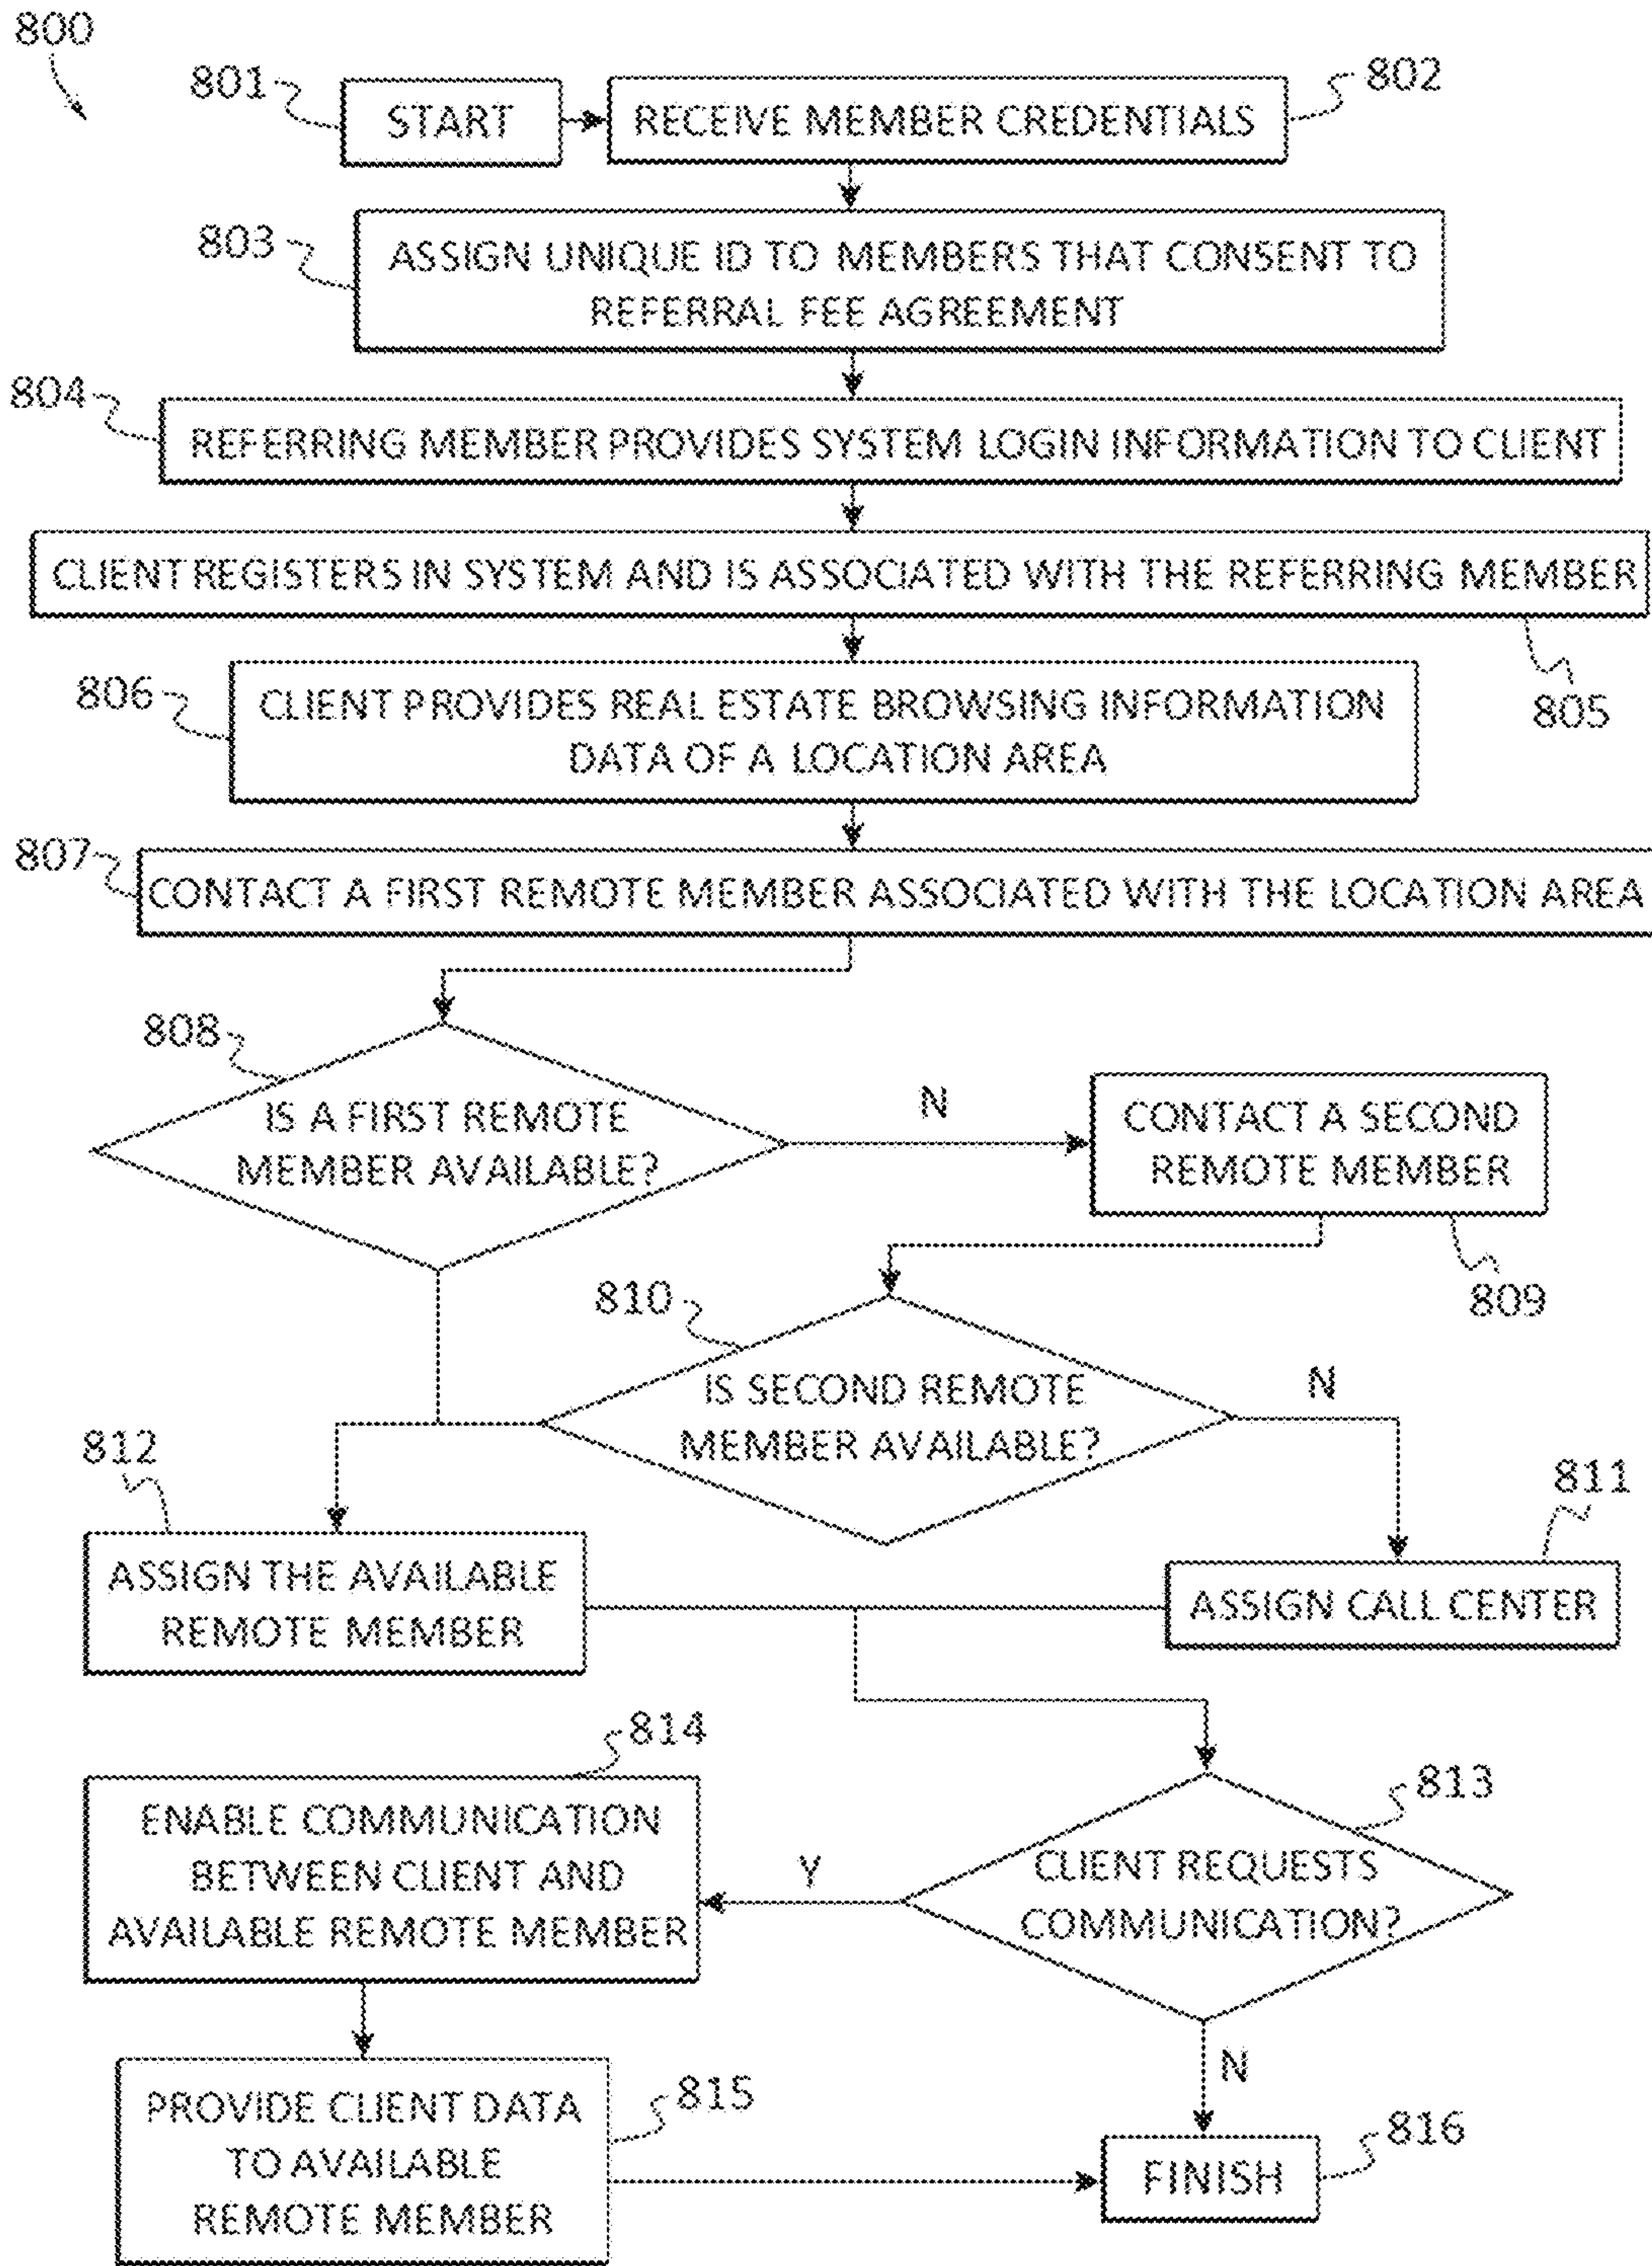 800
801
START
RECEIVE MEMBER CREDENTIALS
802
803
ASSIGN UNIQUE ID TO MEMBERS THAT CONSENT TO
REFERRAL FEE AGREEMENT
804
REFERRING MEMBER PROVIDES SYSTEM LOGIN INFORMATION TO CLIENT
CLIENT REGISTERS IN SYSTEM AND IS ASSOCIATED WITH THE REFERRING MEMBER
805
806
CLIENT PROVIDES REAL ESTATE BROWSING INFORMATION
DATA OF A LOCATION AREA
807
CONTACT A FIRST REMOTE MEMBER ASSOCIATED WITH THE LOCATION AREA
808
IS A FIRST REMOTE
MEMBER AVAILABLE?
N
CONTACT A SECOND
REMOTE MEMBER
809
810
IS SECOND REMOTE
MEMBER AVAILABLE?
N
812
811
ASSIGN THE AVAILABLE
REMOTE MEMBER
ASSIGN CALL CENTER
814
ENABLE COMMUNICATION
BETWEEN CLIENT AND
AVAILABLE REMOTE MEMBER
Y
813
CLIENT REQUESTS
COMMUNICATION?
N
PROVIDE CLIENT DATA
TO AVAILABLE
REMOTE MEMBER
815
FINISH
816